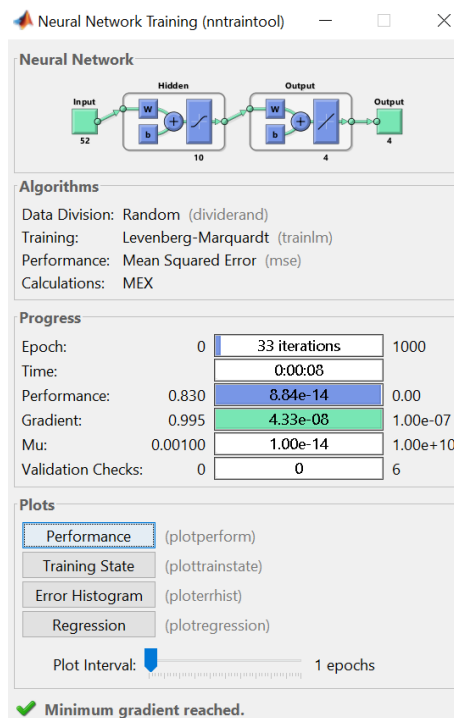 Neural Network Training (nntraintool)
Neural Network
Hidden Output
Input Output
W W
b b
52 4
10 4
Algorithms
Data Division: Random (dividerand)
Training: Levenberg-Marquardt (trainlm)
Performance: Mean Squared Error (mse)
Calculations: MEX
Progress
Epoch: 0 33 iterations 1000
Time: 0:00:08
Performance: 0.830 8.84e-14 0.00
Gradient: 0.995 4.33e-08 1.00e-07
Mu: 0.00100 1.00e-14 1.00e+10
Validation Checks: 0 0 6
Plots
Performance (plotperform)
Training State (plottrainstate)
Error Histogram (ploterrhist)
Regression (plotregression)
Plot Interval: 1 epochs
Minimum gradient reached.